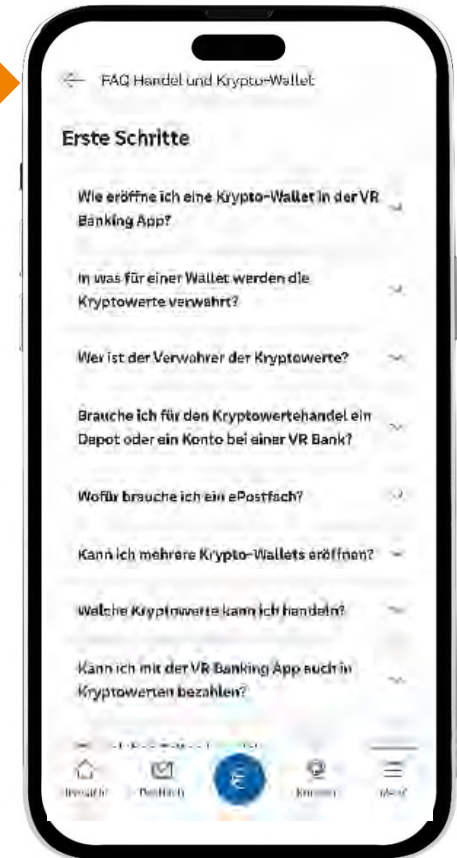 FAQ Handel und Krypto-Wallet
Erste Schritte
Wie eröffne ich eine Krypto-Wallet in der VR
Banking App?
In was für einer Wallet werden die
Kryptowerte verwahrt?
Wer ist der Verwahrer der Kryptowerte?
Brauche ich für den Kryptowertehandel ein
Depot oder ein Konto bei einer VR Bank?
Wofür brauche ich ein ePostfach?
Kann ich mehrere Krypto-Wallets eröffnen?
Welche Kryptowerte kann ich handeln?
Kann ich mit der VR Banking App auch in
Kryptowerten bezahlen?
Postfach